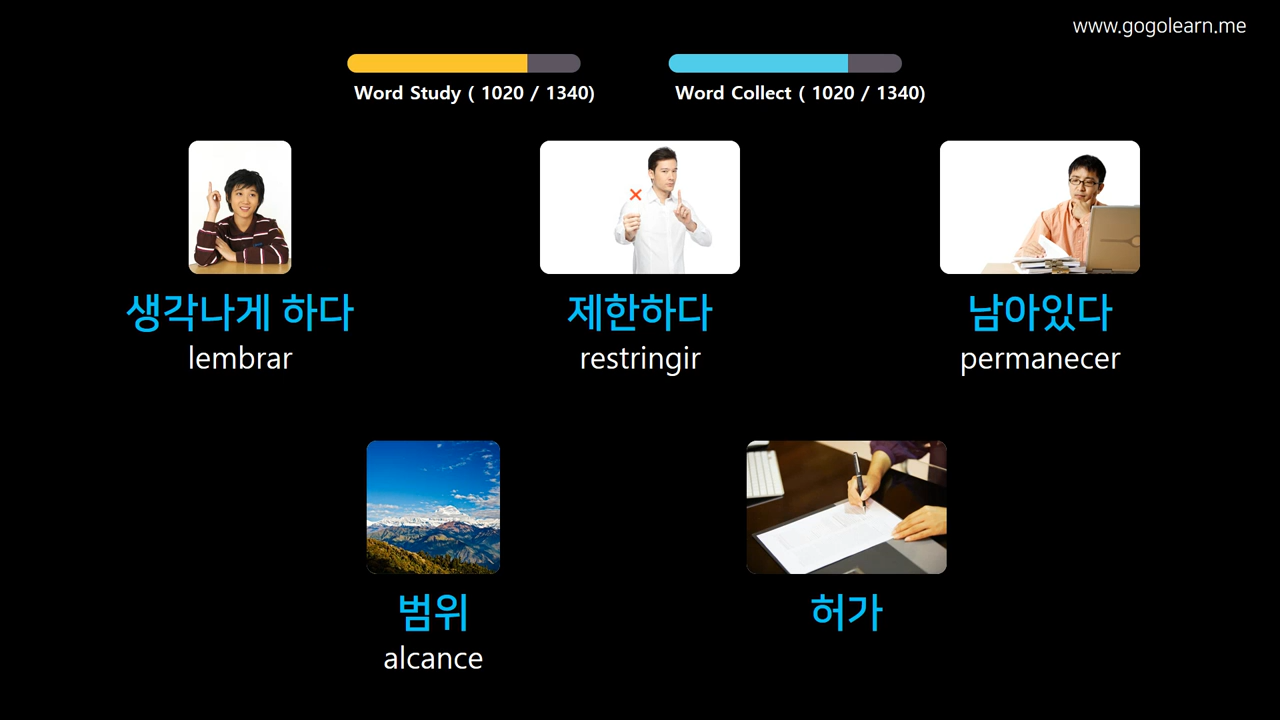 www.gogolearn.me
Word Study ( 1020 / 1340)
Word Collect ( 1020 / 1340)
생각나게 하다
lembrar
제한하다
restringir
남아있다
permanecer
범위
alcance
허가